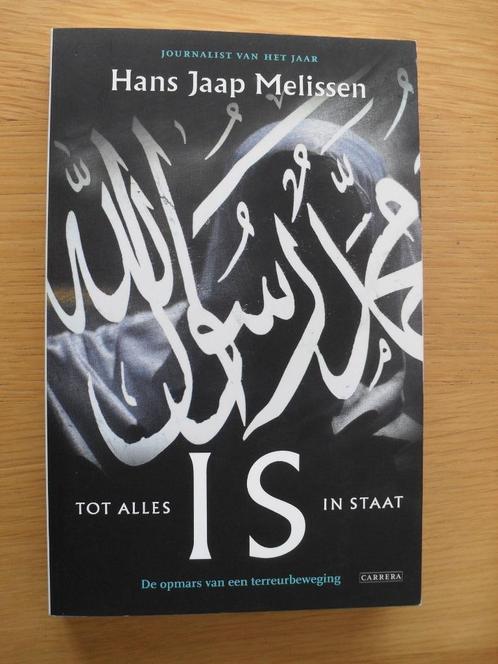 JOURNALIST VAN HET JAAR
Hans Jaap Melissen
محمد رسول الله
TOT ALLES IS IN STAAT
De opmars van een terreurbeweging
CARRERA